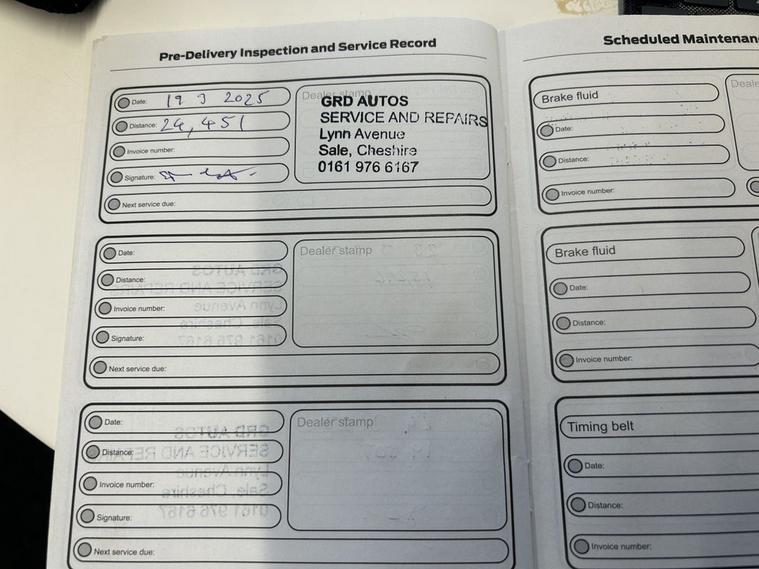 Pre-Delivery Inspection and Service Record
Date: 19 3 2025
Distance: 24,451
Invoice number:
Signature:
Next service due:
Dealer stamp
GRD AUTOS
SERVICE AND REPAIRS
Lynn Avenue
Sale, Cheshire
0161 976 6167
Date:
Distance:
Invoice number:
Signature:
Next service due:
Dealer stamp
Date:
Distance:
Invoice number:
Signature:
Next service due:
Dealer stamp
Scheduled
Brake fluid
Date:
Distance:
Invoice number:
Brake fluid
Date:
Distance:
Invoice number:
Timing belt
Date:
Distance:
Invoice number: